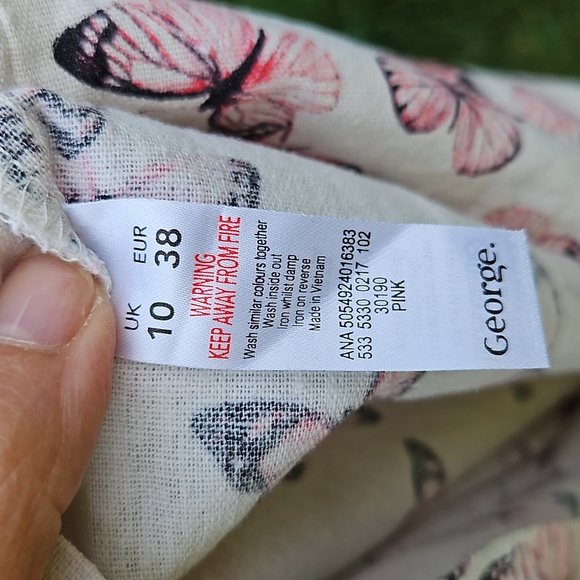 UK EUR
10 38
WARNING
KEEP AWAY FROM FIRE
Wash similar colours together
Wash inside out
Iron whilst damp
Iron on reverse
Made in Vietnam
ANA 5054924016383
533 5330 0217 102
30190
PINK
George.